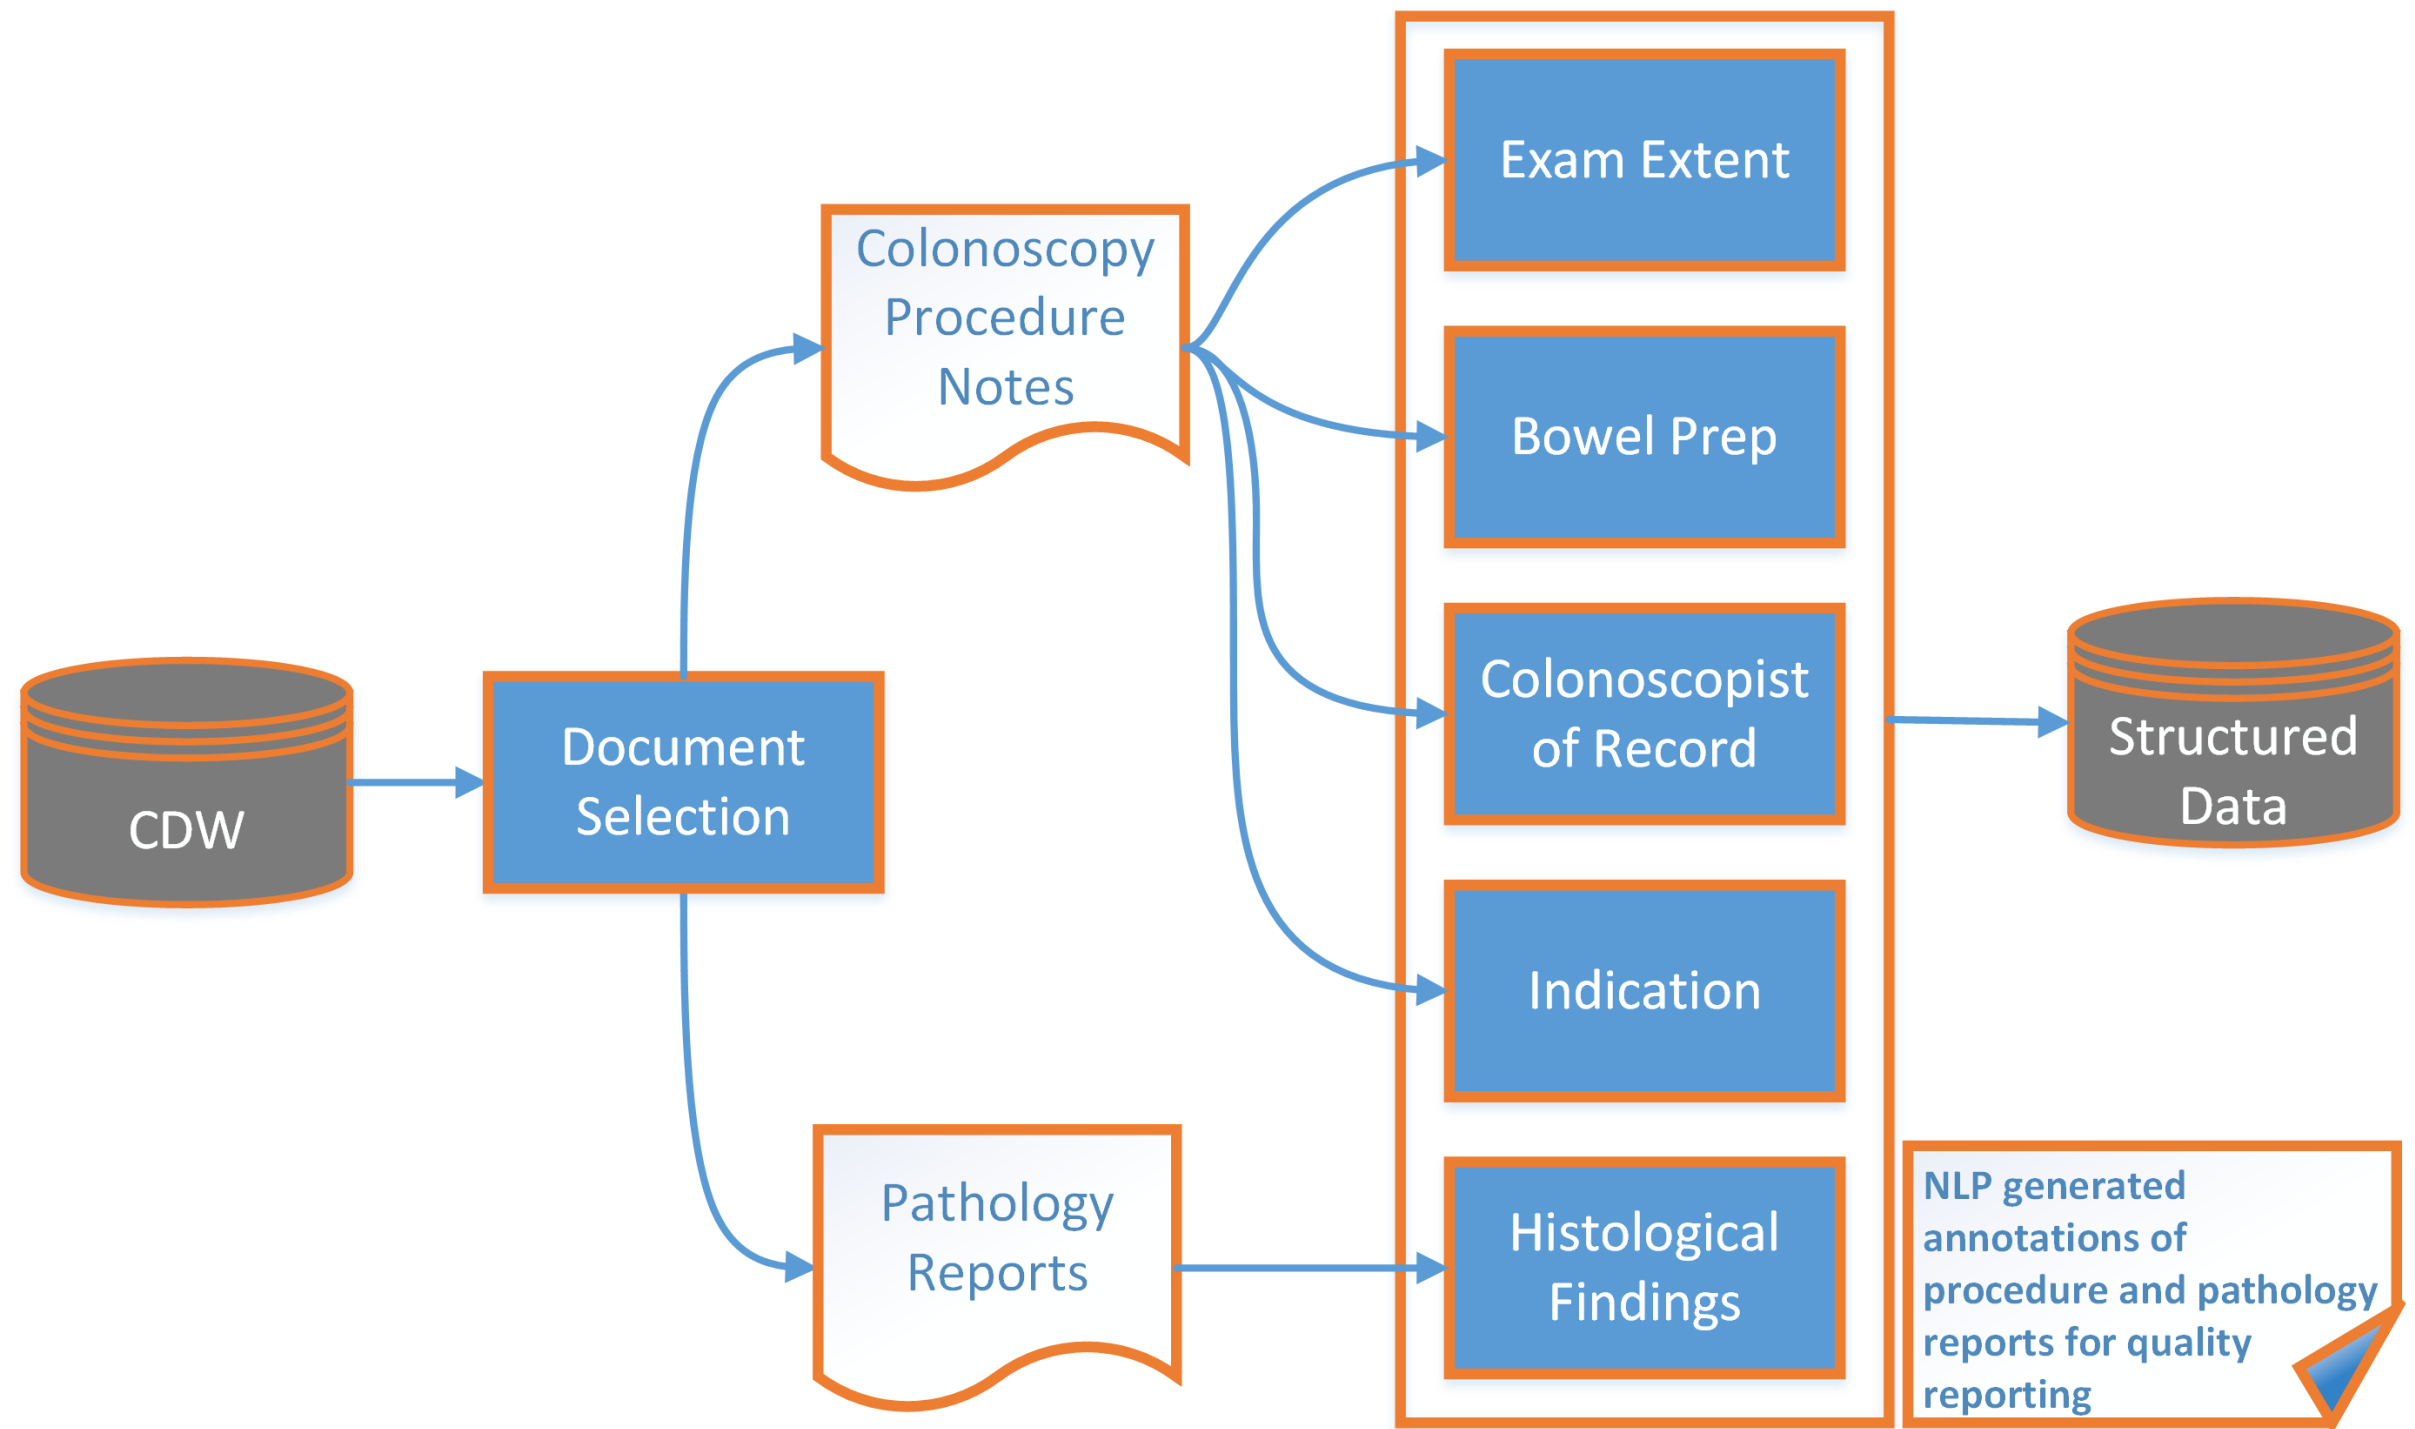 CDW
Document
Selection
Colonoscopy
Procedure
Notes
Pathology
Reports
Exam Extent
Bowel Prep
Colonoscopist
of Record
Indication
Histological
Findings
Structured
Data
NLP generated
annotations of
procedure and pathology
reports for quality
reporting